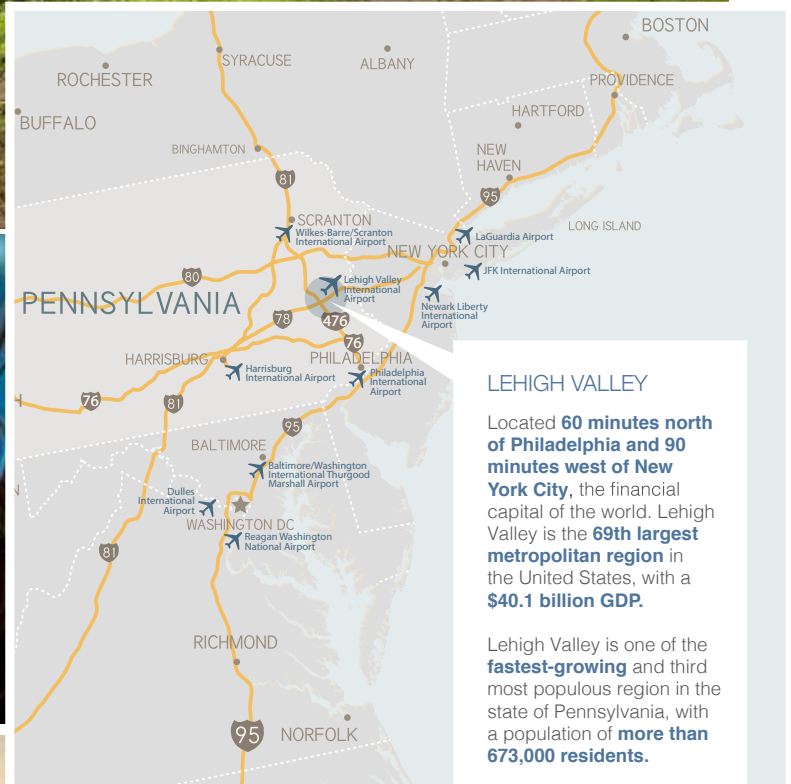 BOSTON
SYRACUSE
ALBANY
ROCHESTER
PROVIDENCE
HARTFORD
BUFFALO
BINGHAMTON
NEW
HAVEN
81
95
SCRANTON
Wilkes-Barre/Scranton
International Airport
LONG ISLAND
LaGuardia Airport
NEW YORK CITY
JFK International Airport
80
Lehigh Valley
International
Airport
PENNSYLVANIA
Newark Liberty
International
Airport
78
476
76
HARRISBURG
PHILADELPHIA
Harrisburg
International Airport
Philadelphia
International
Airport
76
81
95
BALTIMORE
Baltimore/Washington
International Thurgood
Marshall Airport
Dulles
International
Airport
WASHINGTON DC
Reagan Washington
National Airport
81
RICHMOND
95
NORFOLK
LEHIGH VALLEY
Located 60 minutes north
of Philadelphia and 90
minutes west of New
York City, the financial
capital of the world. Lehigh
Valley is the 69th largest
metropolitan region in
the United States, with a
$40.1 billion GDP.
Lehigh Valley is one of the
fastest-growing and third
most populous region in the
state of Pennsylvania, with
a population of more than
673,000 residents.